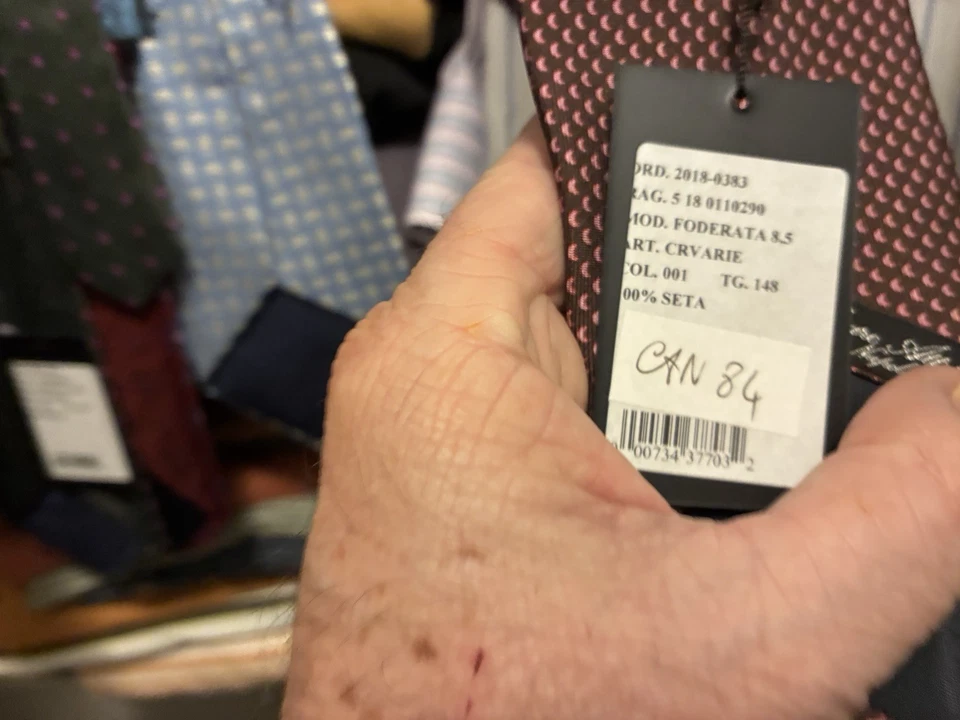 ORD. 2018-0383
RAG. 5 18 0110290
MOD. FODERATA 8.5
ART. CRVARIE
COL. 001 TG. 148
00% SETA
CAN 84
00734 37703 2